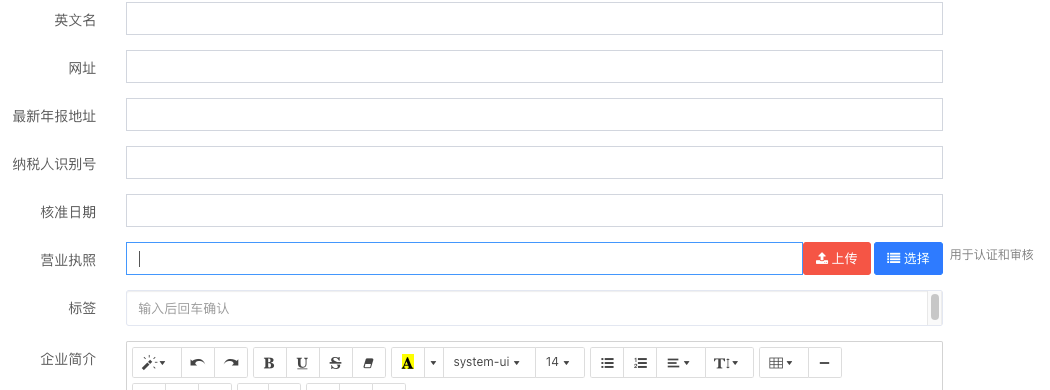 英文名
网址
最新年报地址
纳税人识别号
核准日期
营业执照 上传 选择 用于认证和审核
标签 输入后回车确认
企业简介 B U S A system-ui 14 T